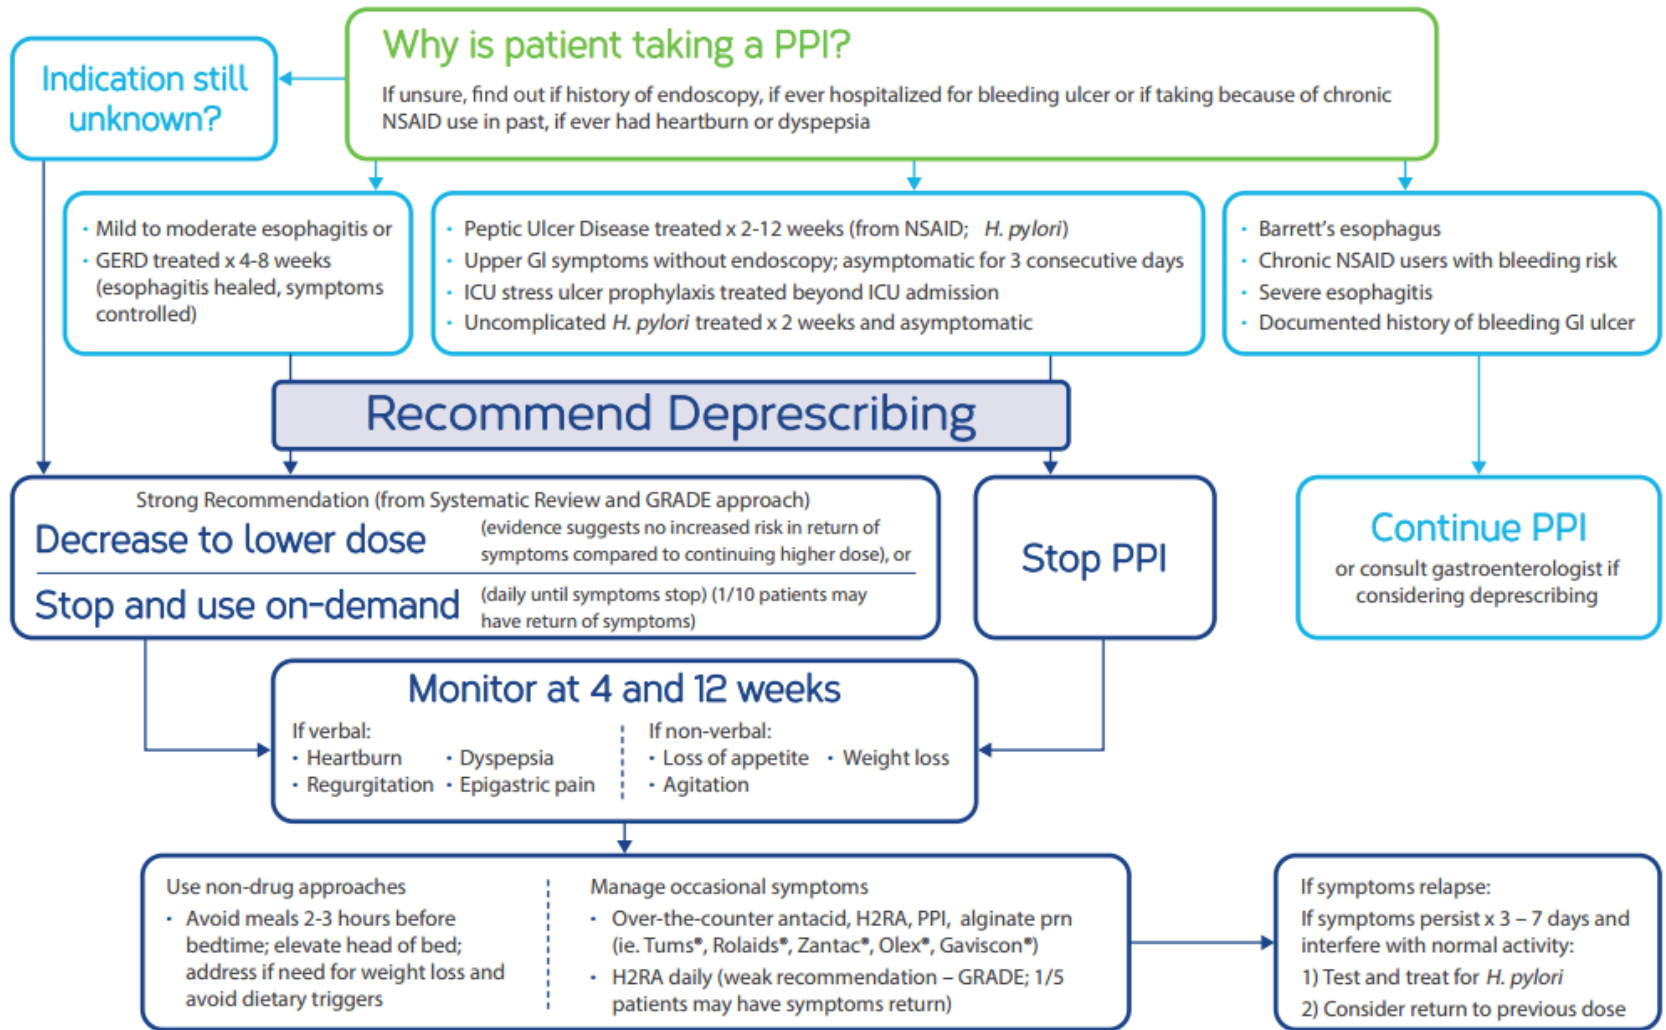 Why is patient taking a PPI?
If unsure, find out if history of endoscopy, if ever hospitalized for bleeding ulcer or if taking because of chronic
NSAID use in past, if ever had heartburn or dyspepsia
Indication still
unknown?
• Mild to moderate esophagitis or
• GERD treated x 4-8 weeks
(esophagitis healed, symptoms
controlled)
• Peptic Ulcer Disease treated x 2-12 weeks (from NSAID; H. pylori)
• Upper GI symptoms without endoscopy; asymptomatic for 3 consecutive days
• ICU stress ulcer prophylaxis treated beyond ICU admission
• Uncomplicated H. pylori treated x 2 weeks and asymptomatic
• Barrett's esophagus
• Chronic NSAID users with bleeding risk
• Severe esophagitis
• Documented history of bleeding GI ulcer
Recommend Deprescribing
Strong Recommendation (from Systematic Review and GRADE approach)
Decrease to lower dose
(evidence suggests no increased risk in return of
symptoms compared to continuing higher dose), or
Stop and use on-demand
(daily until symptoms stop) (1/10 patients may
have return of symptoms)
Stop PPI
Continue PPI
or consult gastroenterologist if
considering deprescribing
Monitor at 4 and 12 weeks
If verbal:
• Heartburn • Dyspepsia
• Regurgitation • Epigastric pain
If non-verbal:
• Loss of appetite • Weight loss
• Agitation
Use non-drug approaches
• Avoid meals 2-3 hours before
bedtime; elevate head of bed;
address if need for weight loss and
avoid dietary triggers
Manage occasional symptoms
• Over-the-counter antacid, H2RA, PPI, alginate prn
(ie. Tums®, Rolaids®, Zantac®, Olex®, Gaviscon®)
• H2RA daily (weak recommendation – GRADE; 1/5
patients may have symptoms return)
If symptoms relapse:
If symptoms persist x 3 – 7 days and
interfere with normal activity:
1) Test and treat for H. pylori
2) Consider return to previous dose